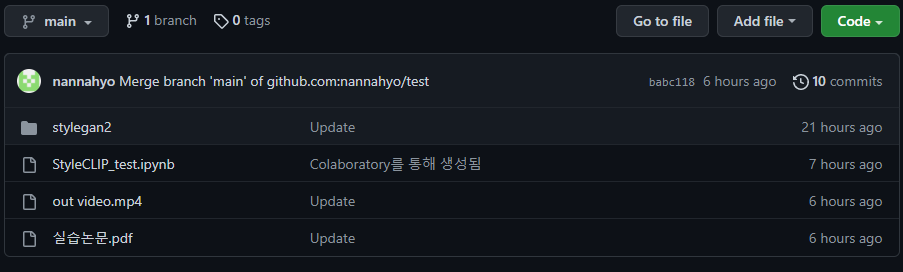 main 1 branch 0 tags Go to file Add file Code
nannahyo Merge branch 'main' of github.com:nannahyo/test babc118 6 hours ago 10 commits
stylegan2 Update 21 hours ago
StyleCLIP_test.ipynb Colaboratory를 통해 생성됨 7 hours ago
out video.mp4 Update 6 hours ago
실습논문.pdf Update 6 hours ago